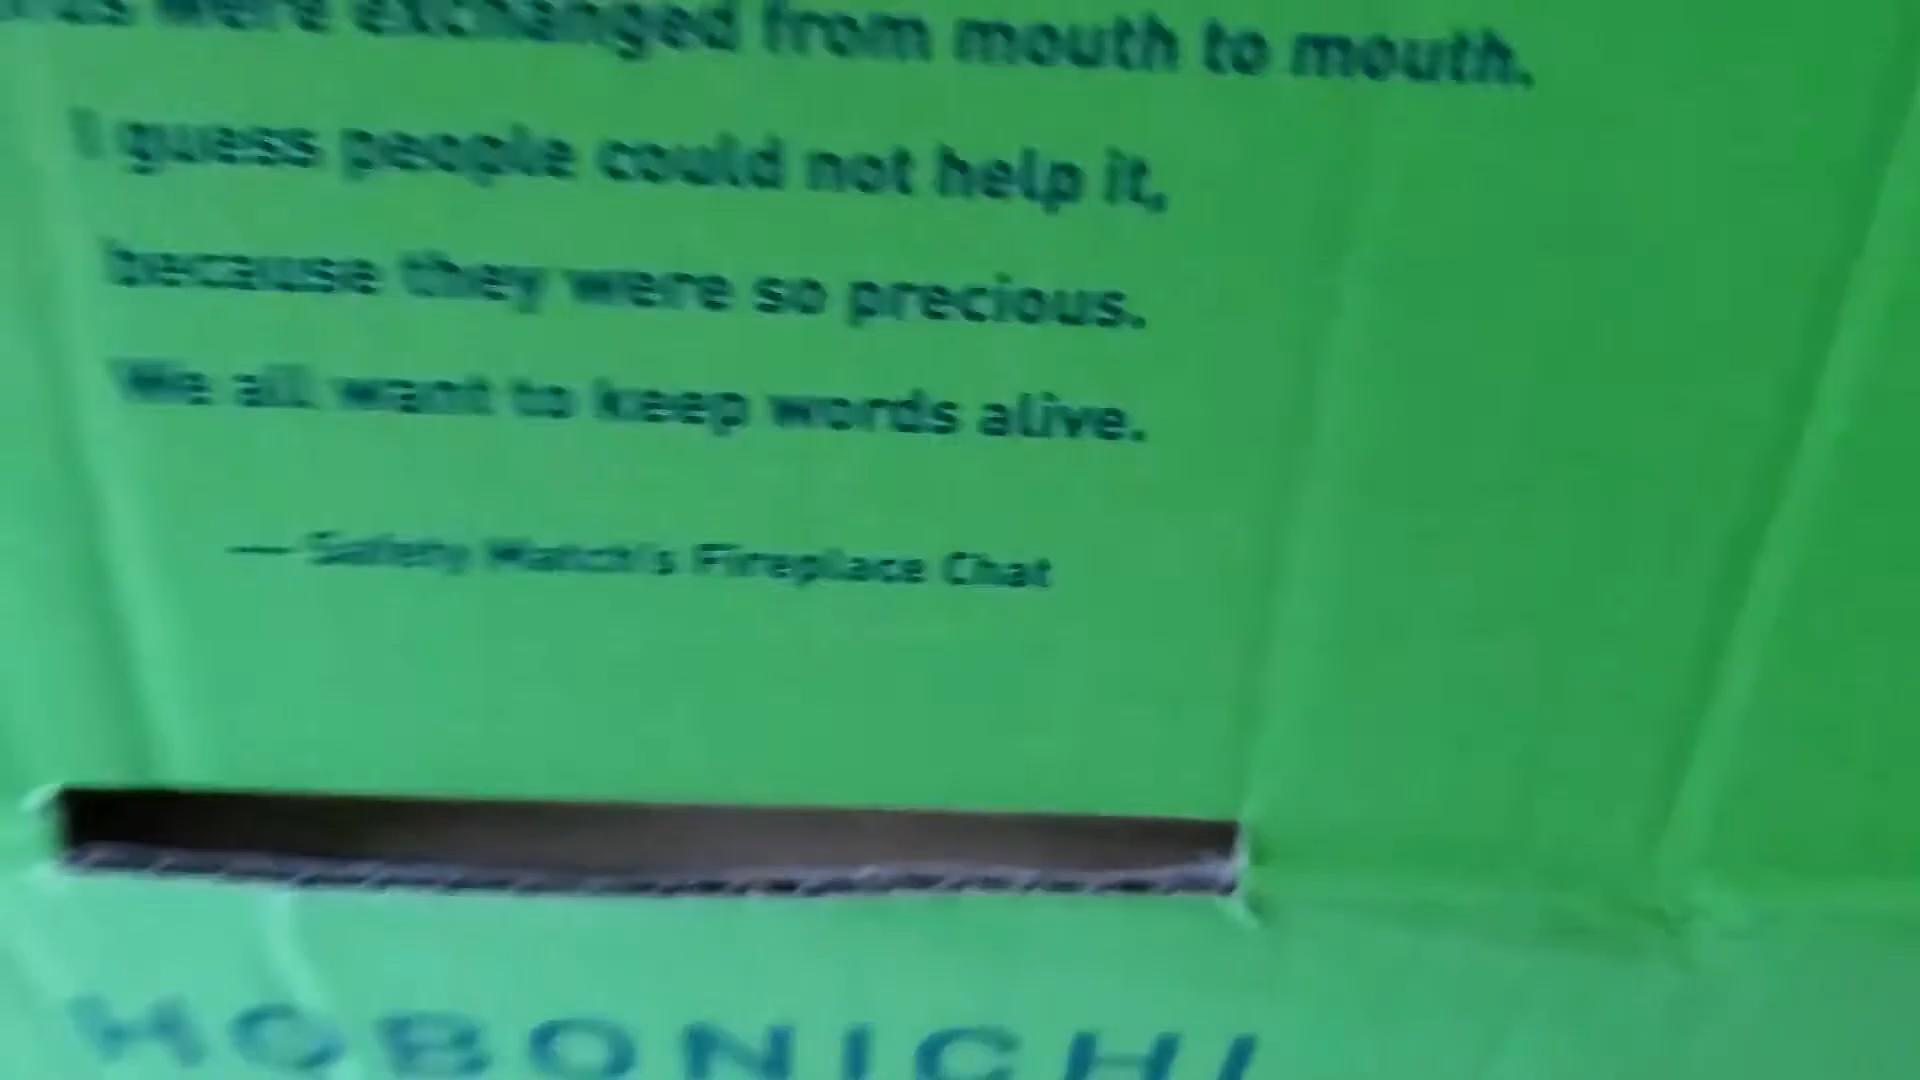 were exchanged from mouth to mouth.
I guess people could not help it,
because they were so precious.
We all want to keep words alive.
— Safety Match's Fireplace Chat
HOBONICHI